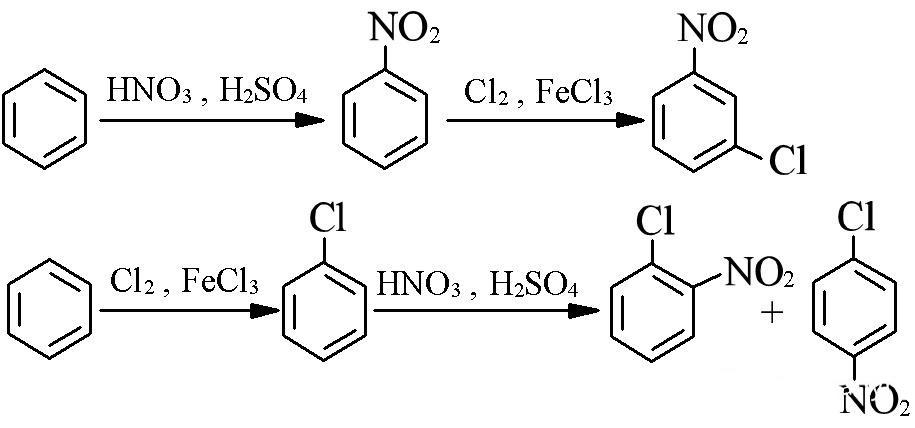 NO₂ NO₂
HNO₃ , H₂SO₄ Cl₂ , FeCl₃
Cl
Cl Cl Cl
Cl₂ , FeCl₃ HNO₃ , H₂SO₄ NO₂
+
NO₂